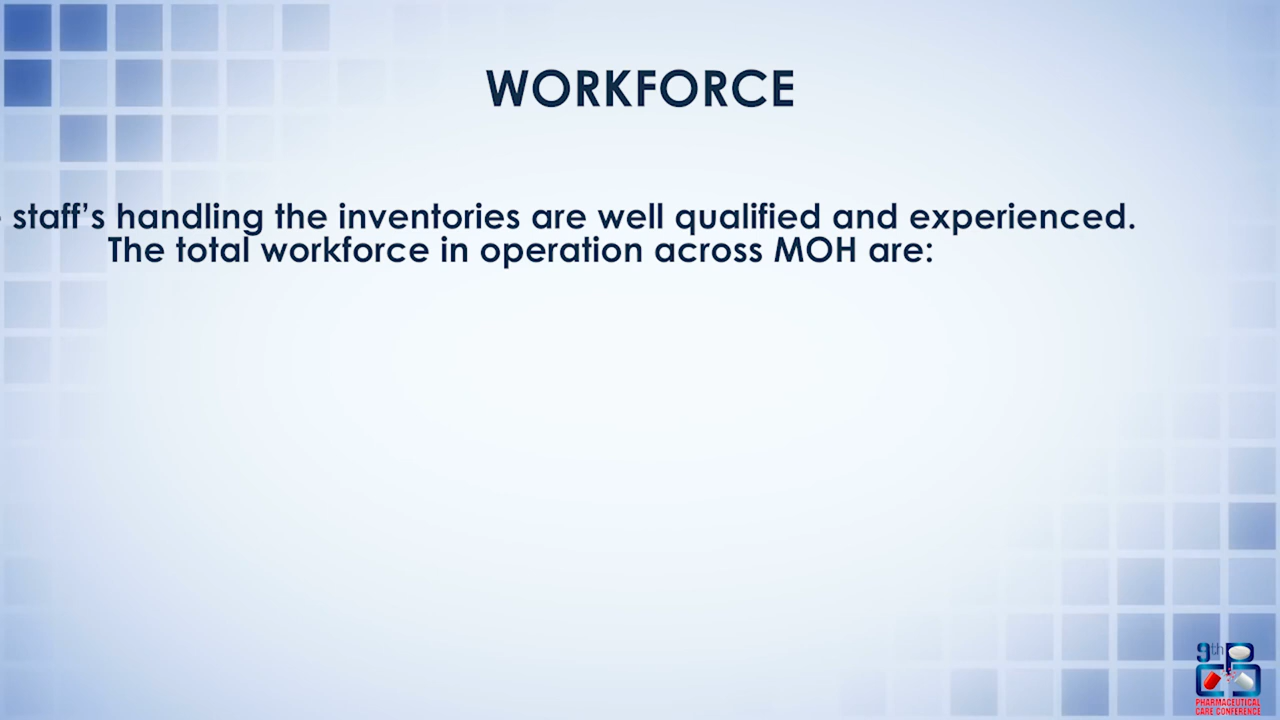 WORKFORCE
staff's handling the inventories are well qualified and experienced.
The total workforce in operation across MOH are:
9th
PHARMACEUTICAL
CARE CONFERENCE